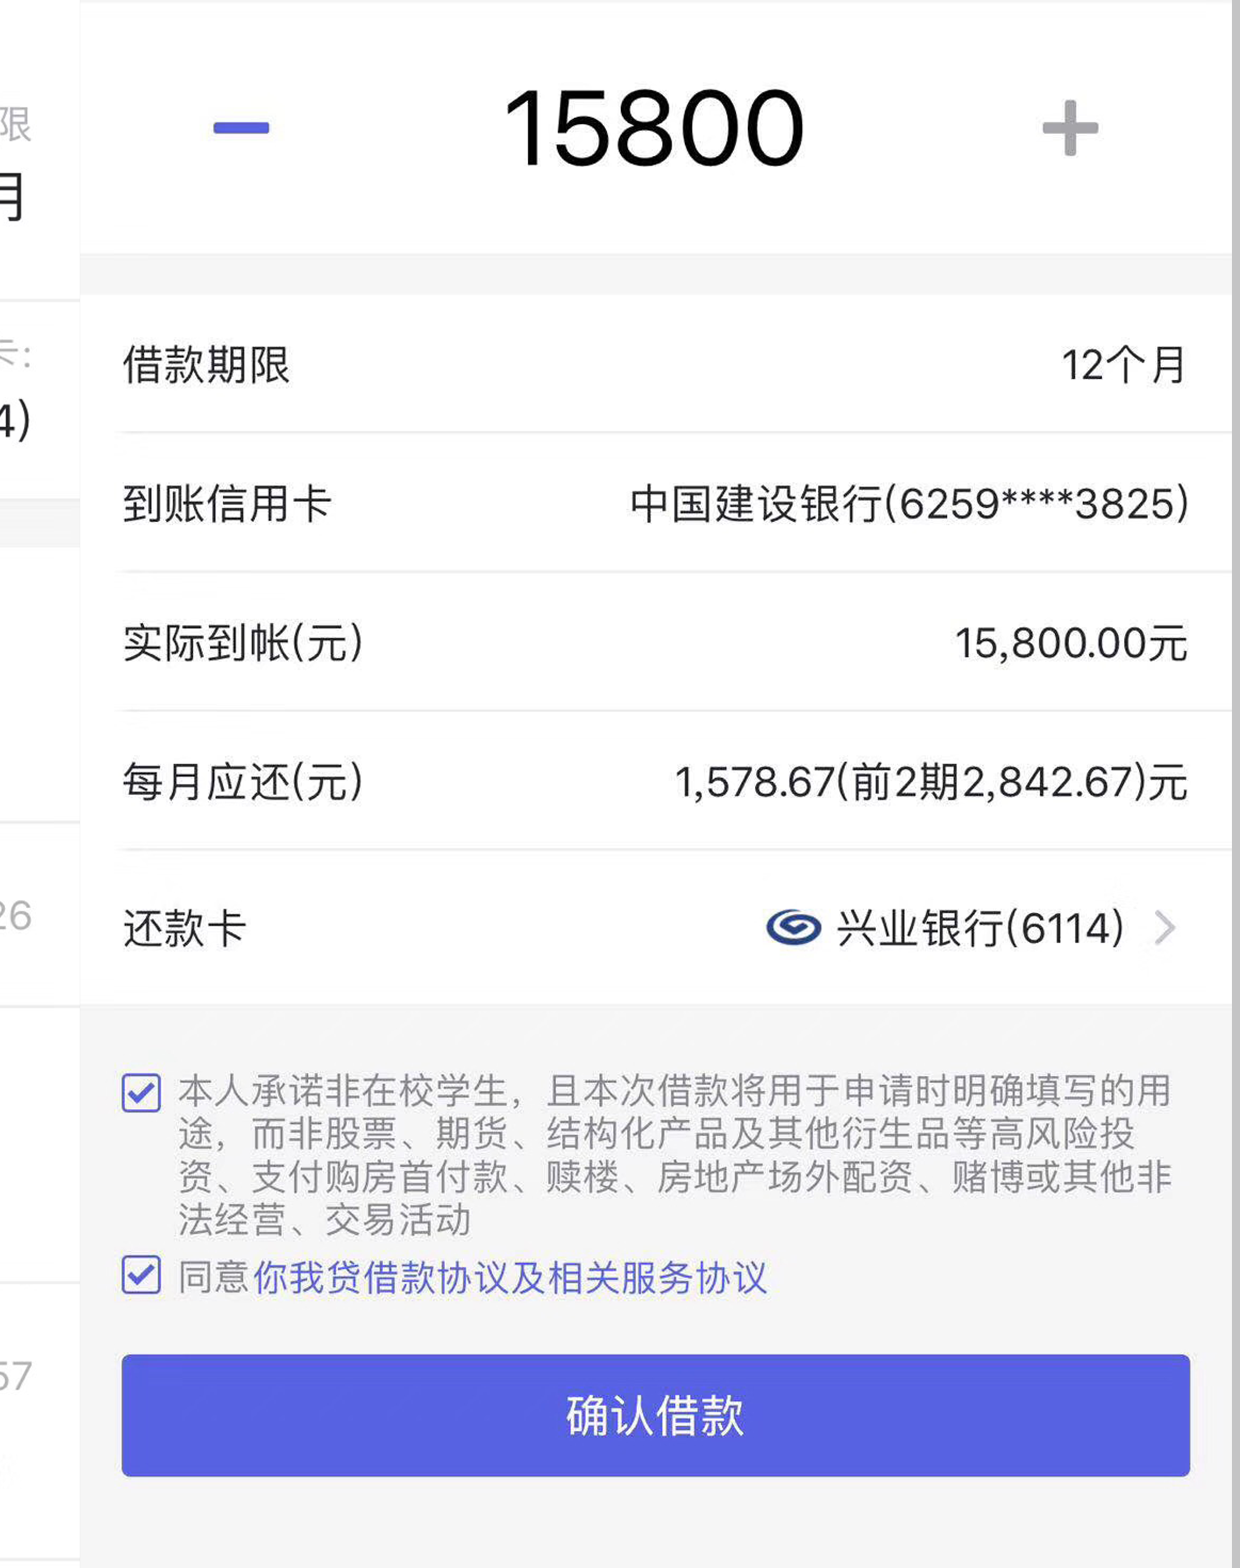 15800
限
月
借款期限 12个月
卡:
4)
到账信用卡 中国建设银行(6259****3825)
实际到帐(元) 15,800.00元
每月应还(元) 1,578.67(前2期2,842.67)元
26
还款卡 兴业银行(6114)
本人承诺非在校学生，且本次借款将用于申请时明确填写的用
途，而非股票、期货、结构化产品及其他衍生品等高风险投
资、支付购房首付款、赎楼、房地产场外配资、赌博或其他非
法经营、交易活动
同意你我贷借款协议及相关服务协议
57
确认借款